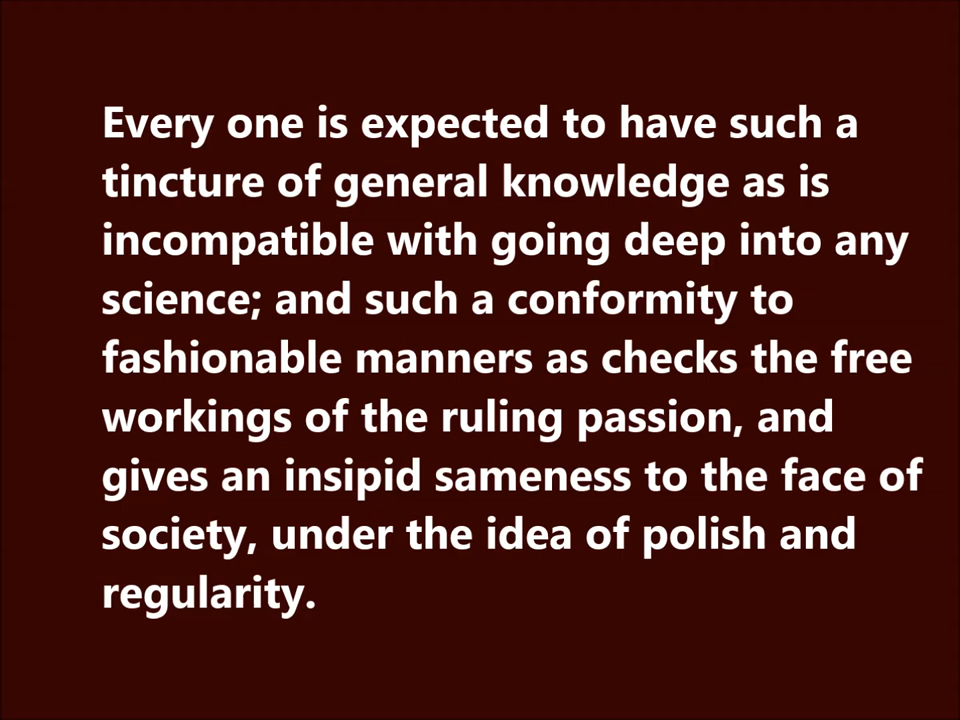 Every one is expected to have such a
tincture of general knowledge as is
incompatible with going deep into any
science; and such a conformity to
fashionable manners as checks the free
workings of the ruling passion, and
gives an insipid sameness to the face of
society, under the idea of polish and
regularity.